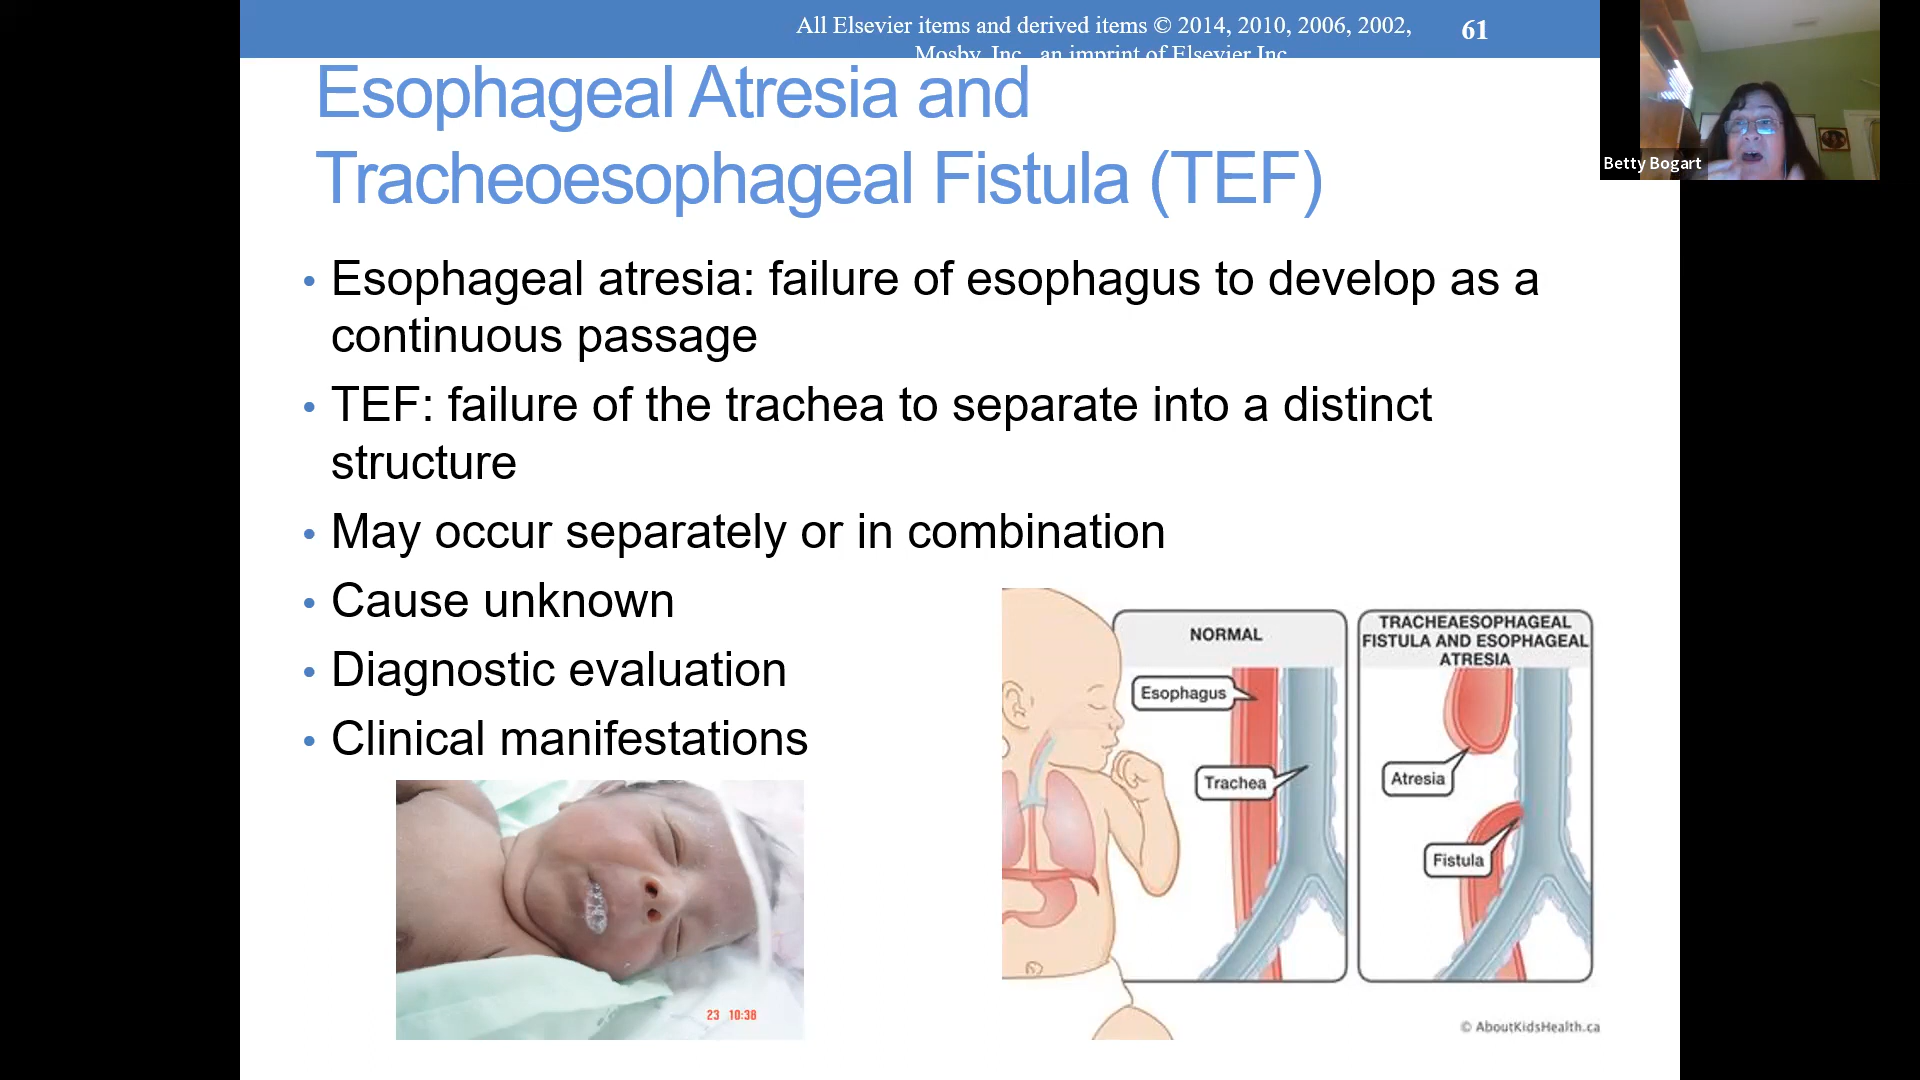 All Elsevier items and derived items © 2014, 2010, 2006, 2002,
Mosby, Inc., an imprint of Elsevier Inc.
61
Betty Bogart
Esophageal Atresia and
Tracheoesophageal Fistula (TEF)
• Esophageal atresia: failure of esophagus to develop as a
continuous passage
• TEF: failure of the trachea to separate into a distinct
structure
• May occur separately or in combination
• Cause unknown
• Diagnostic evaluation
• Clinical manifestations
NORMAL
Esophagus
Trachea
TRACHEAESOPHAGEAL
FISTULA AND ESOPHAGEAL
ATRESIA
Atresia
Fistula
23 10:38
© AboutKidsHealth.ca